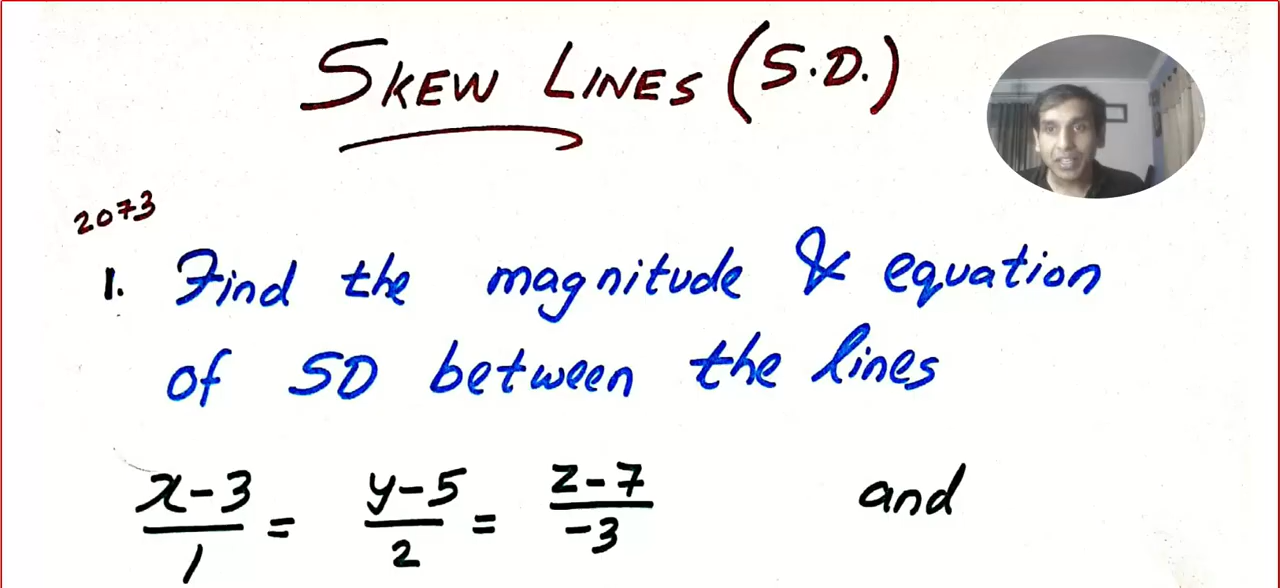 SKEW LINES (S.D.)
2073
1. Find the magnitude & equation
of SD between the lines
x-3/1 = y-5/2 = z-7/-3 and